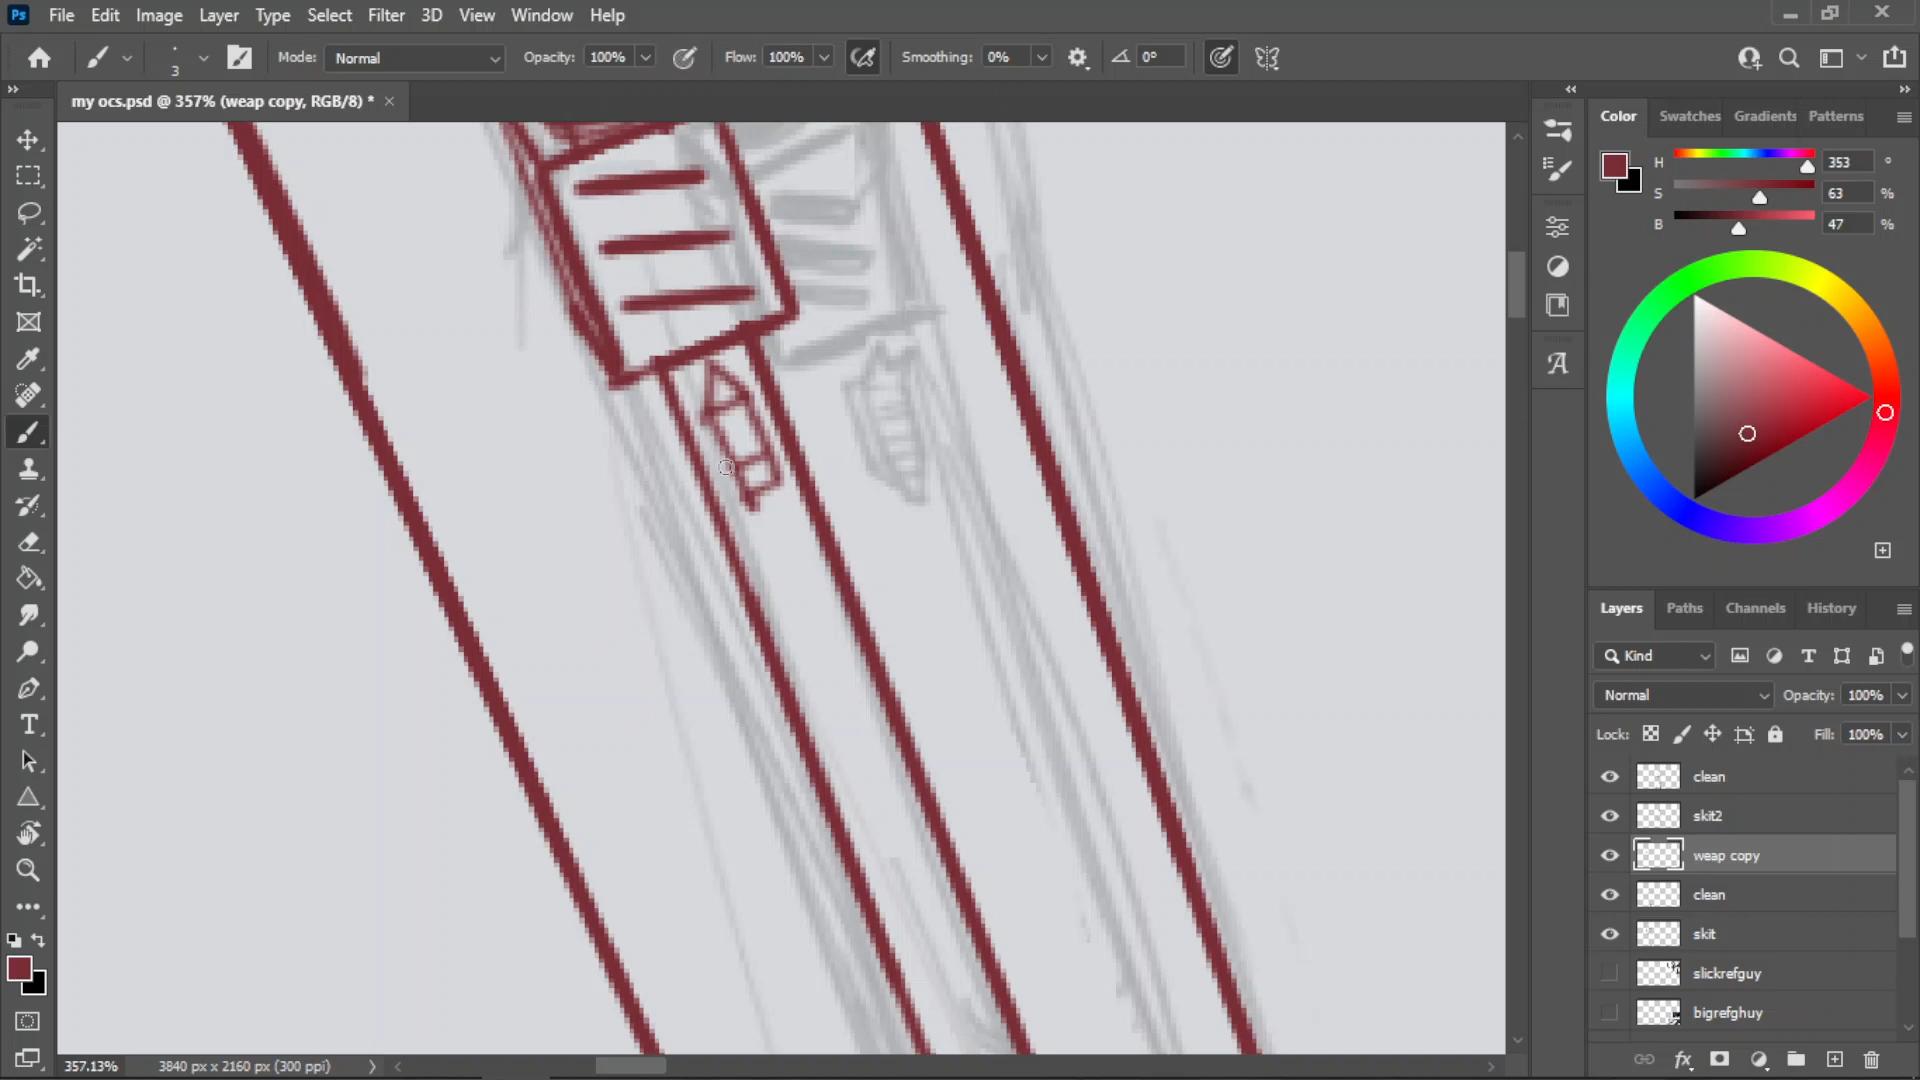 Ps File Edit Image Layer Type Select Filter 3D View Window Help
3 Mode: Normal Opacity: 100% Flow: 100% Smoothing: 0% 0°
my ocs.psd @ 357% (weap copy, RGB/8) * ×
Color Swatches Gradients Patterns
H 353 °
S 63 %
B 47 %
Layers Paths Channels History
Kind
Normal Opacity: 100%
Lock: Fill: 100%
clean
skit2
weap copy
clean
skit
slickrefguy
bigrefghuy
357.13% 3840 px x 2160 px (300 ppi)